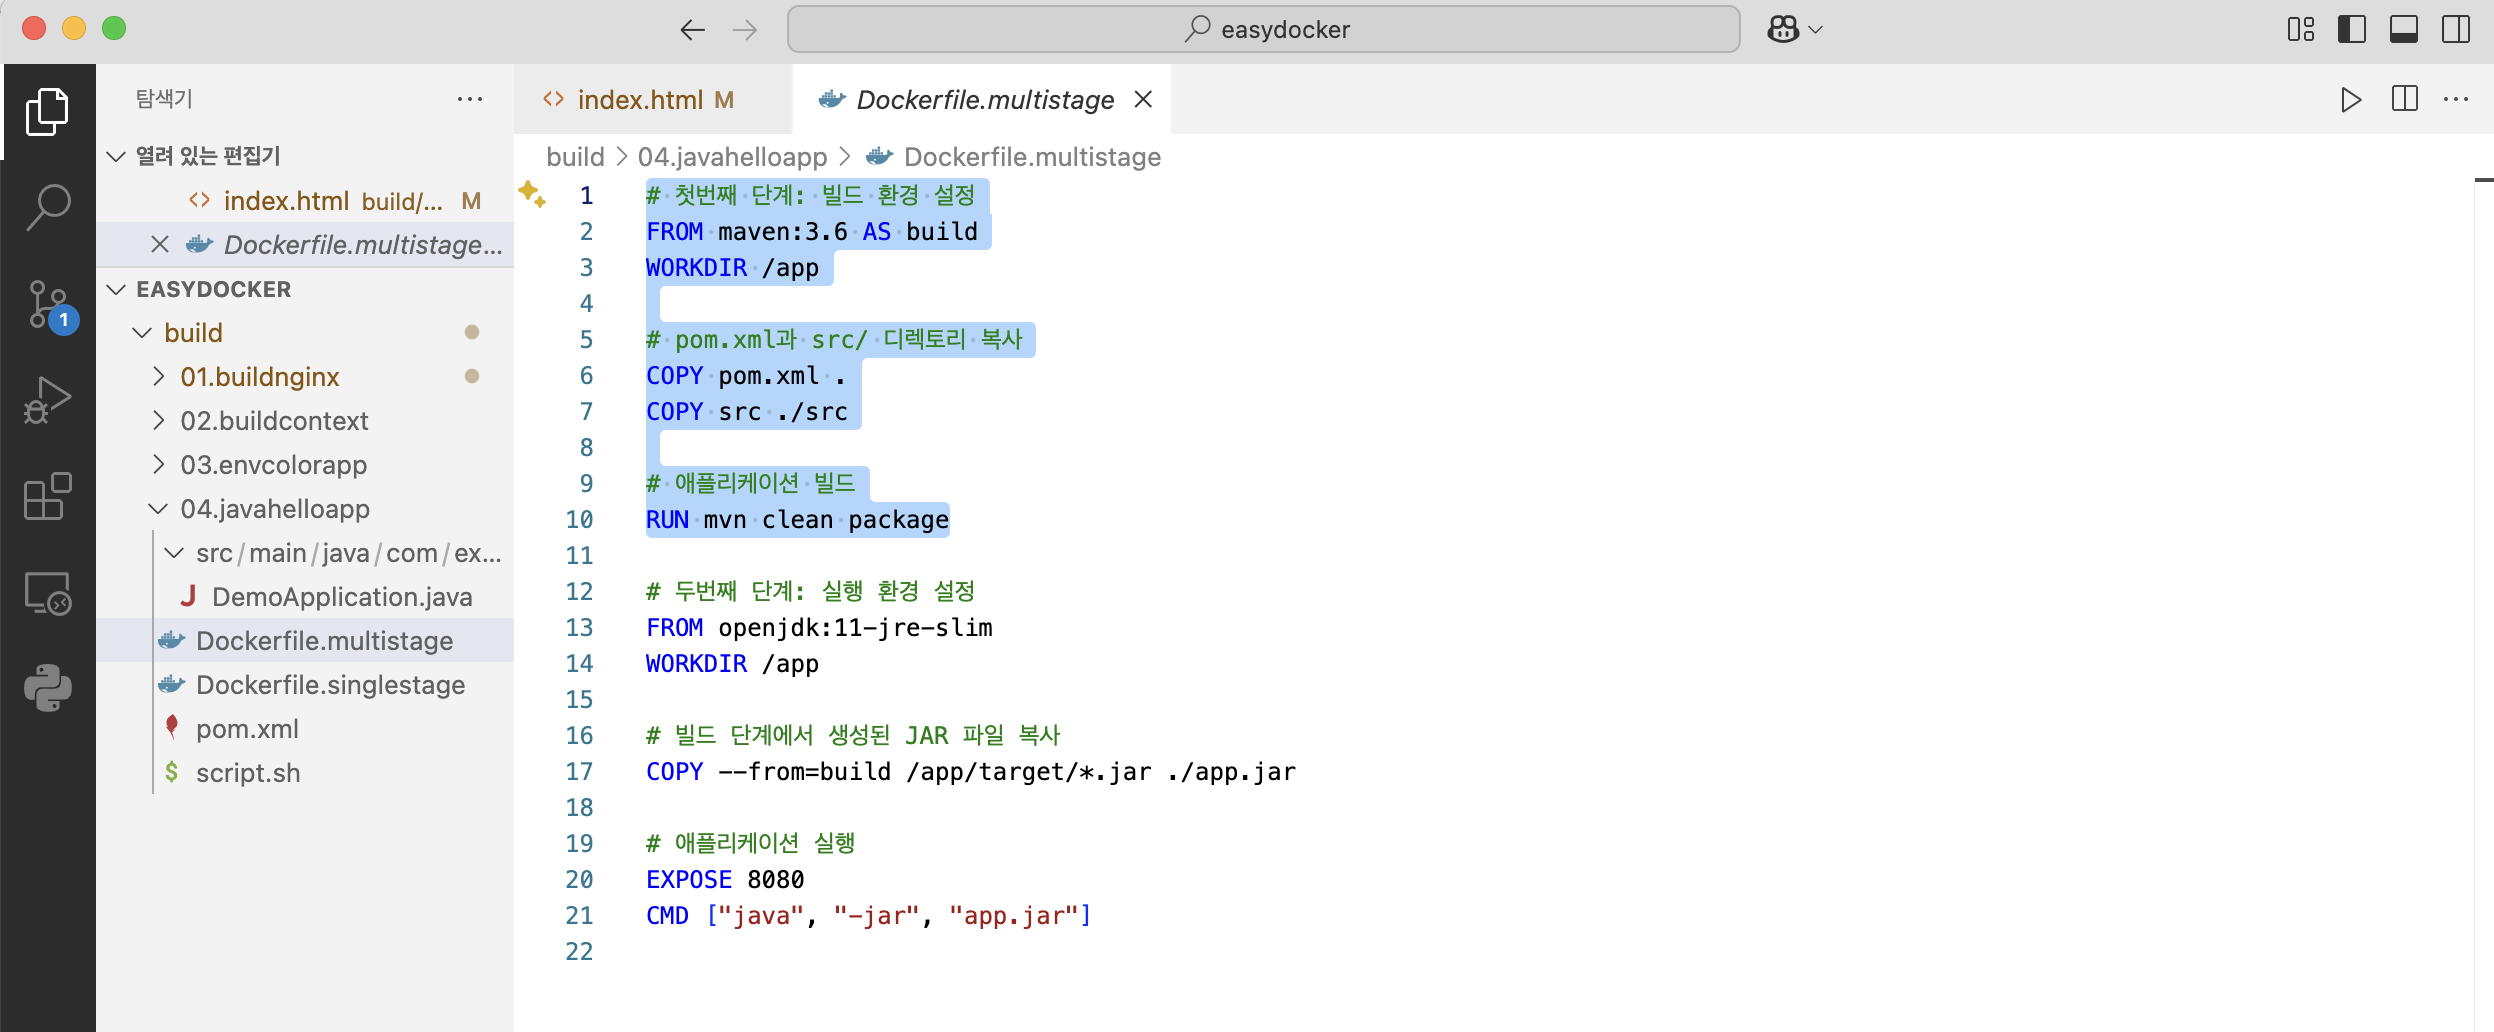 easydocker
탐색기
열려 있는 편집기
index.html build/... M
Dockerfile.multistage...
EASYDOCKER
build
01.buildnginx
02.buildcontext
03.envcolorapp
04.javahelloapp
src/main/java/com/ex...
J DemoApplication.java
Dockerfile.multistage
Dockerfile.singlestage
pom.xml
$ script.sh
1
index.html M
Dockerfile.multistage
build > 04.javahelloapp > Dockerfile.multistage
1 # 첫번째 단계: 빌드 환경 설정
2 FROM maven:3.6 AS build
3 WORKDIR /app
4
5 # pom.xml과 src/ 디렉토리 복사
6 COPY pom.xml .
7 COPY src ./src
8
9 # 애플리케이션 빌드
10 RUN mvn clean package
11
12 # 두번째 단계: 실행 환경 설정
13 FROM openjdk:11-jre-slim
14 WORKDIR /app
15
16 # 빌드 단계에서 생성된 JAR 파일 복사
17 COPY --from=build /app/target/*.jar ./app.jar
18
19 # 애플리케이션 실행
20 EXPOSE 8080
21 CMD ["java", "-jar", "app.jar"]
22